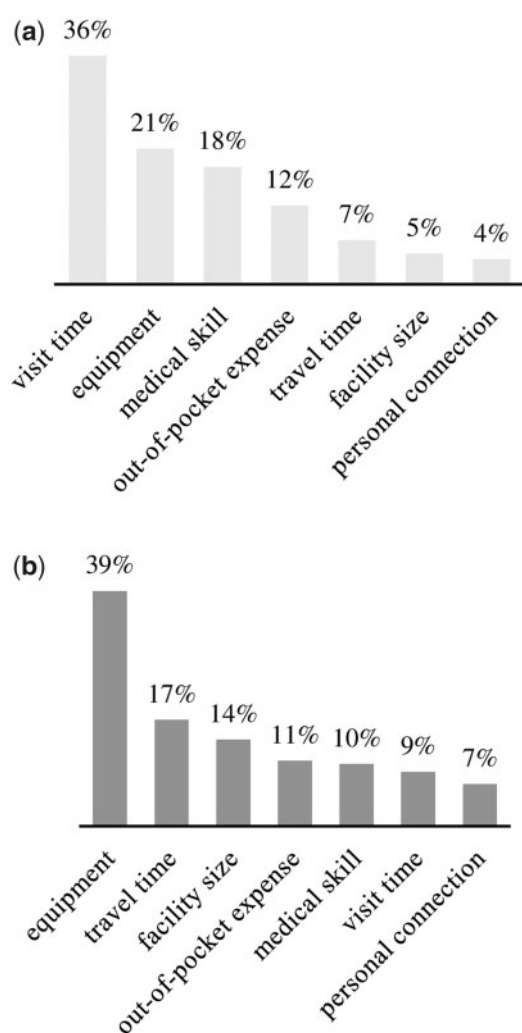 (a)
36%
21%
18%
12%
7%
5%
4%
visit time
equipment
medical skill
out-of-pocket expense
travel time
facility size
personal connection
(b)
39%
17%
14%
11%
10%
9%
7%
equipment
travel time
facility size
out-of-pocket expense
medical skill
visit time
personal connection